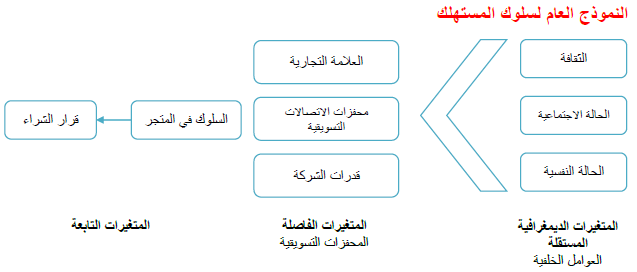 النموذج العام لسلوك المستهلك
الثقافة
الحالة الاجتماعية
الحالة النفسية
المتغيرات الديمغرافية
المستقلة
العوامل الخلفية
العلامة التجارية
محفزات الاتصالات
التسويقية
قدرات الشركة
المتغيرات الفاصلة
المحفزات التسويقية
السلوك في المتجر
قرار الشراء
المتغيرات التابعة